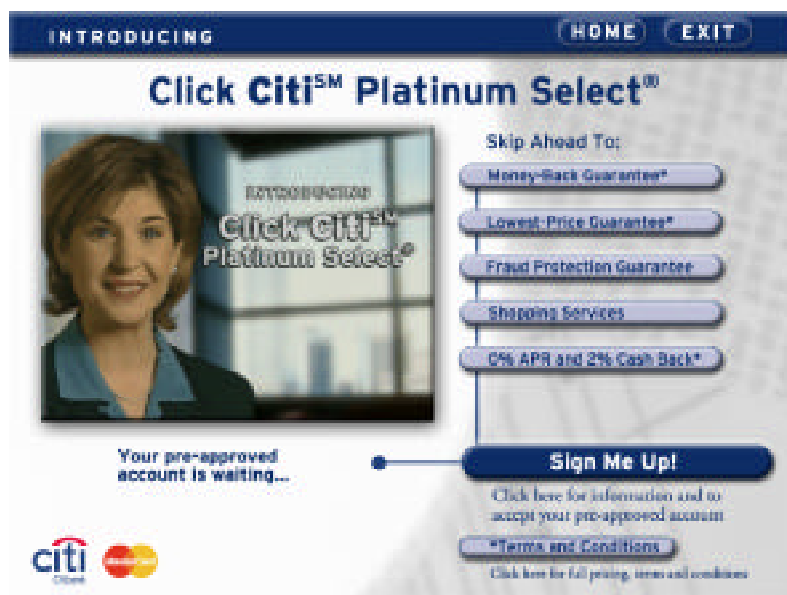 INTRODUCING
HOME
EXIT
Click Citi℠ Platinum Select®
INTRODUCING
Click Citi℠
Platinum Select®
Skip Ahead To:
Money-Back Guarantee*
Lowest-Price Guarantee*
Fraud Protection Guarantee
Shopping Services
0% APR and 2% Cash Back*
Your pre-approved
account is waiting...
Sign Me Up!
Click here for information and to
accept your pre-approved account
*Terms and Conditions
Click here for full pricing, terms and conditions
citi
Citibank
MasterCard